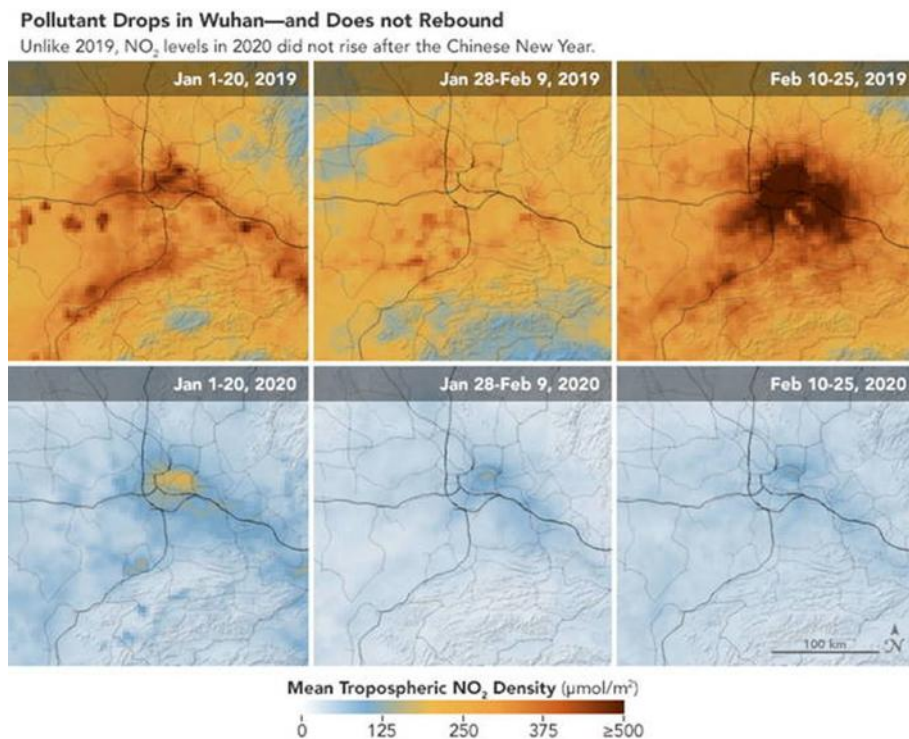 Pollutant Drops in Wuhan—and Does not Rebound
Unlike 2019, NO₂ levels in 2020 did not rise after the Chinese New Year.
Jan 1-20, 2019
Jan 28-Feb 9, 2019
Feb 10-25, 2019
Jan 1-20, 2020
Jan 28-Feb 9, 2020
Feb 10-25, 2020
100 km
N
Mean Tropospheric NO₂ Density (μmol/m²)
0 125 250 375 ≥500